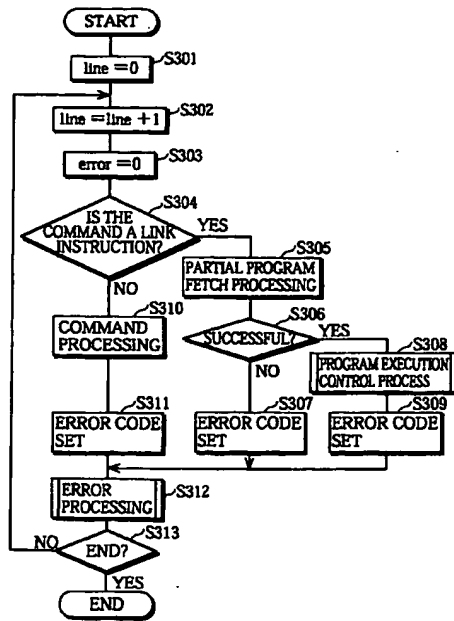 START
S301
line =0
S302
line =line +1
S303
error =0
S304
IS THE
COMMAND A LINK
INSTRUCTION?
YES
NO
S305
PARTIAL PROGRAM
FETCH PROCESSING
S306
SUCCESSFUL?
YES
NO
S308
PROGRAM EXECUTION
CONTROL PROCESS
S310
COMMAND
PROCESSING
S311
ERROR CODE
SET
S307
ERROR CODE
SET
S309
ERROR CODE
SET
S312
ERROR
PROCESSING
S313
END?
NO
YES
END